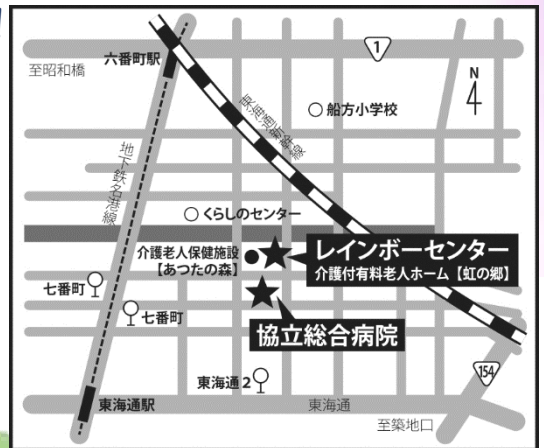 六番町駅
1
至昭和橋
N
船方小学校
東海道新幹線
地下鉄名港線
くらしのセンター
介護老人保健施設
【あつたの森】
レインボーセンター
介護付有料老人ホーム【虹の郷】
七番町
七番町
協立総合病院
154
東海通2
東海通駅
東海通
至築地口